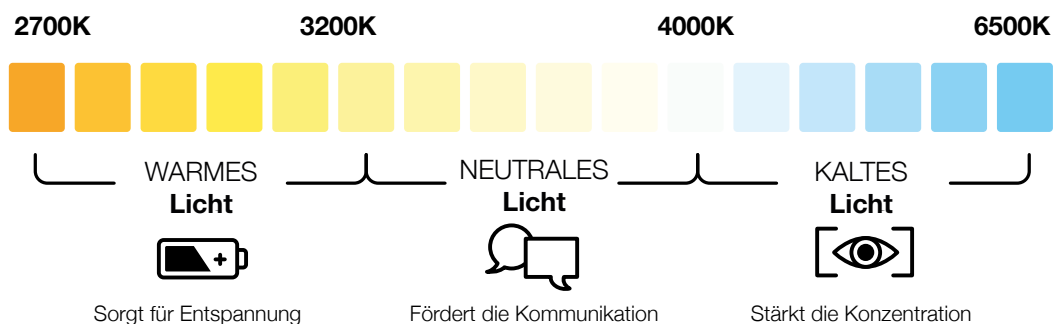 2700K 3200K 4000K 6500K
WARMES
Licht
NEUTRALES
Licht
KALTES
Licht
Sorgt für Entspannung
Fördert die Kommunikation
Stärkt die Konzentration